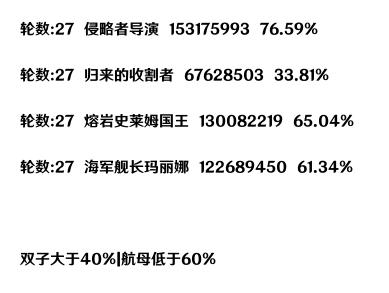 轮数:27 侵略者导演 153175993 76.59%
轮数:27 归来的收割者 67628503 33.81%
轮数:27 熔岩史莱姆国王 130082219 65.04%
轮数:27 海军舰长玛丽娜 122689450 61.34%
双子大于40%|航母低于60%